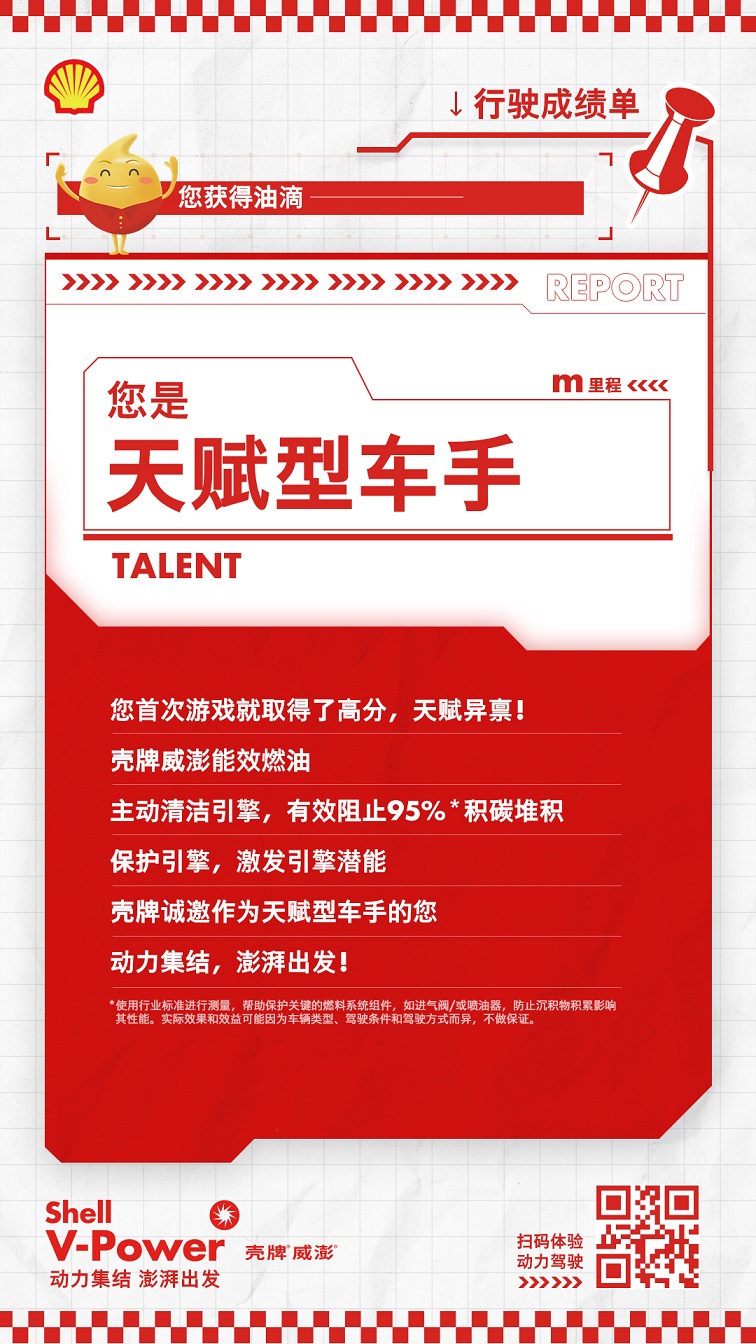 ↓行驶成绩单
您获得油滴
REPORT
m里程
您是
天赋型车手
TALENT
您首次游戏就取得了高分，天赋异禀！
壳牌威澎能效燃油
主动清洁引擎，有效阻止95%*积碳堆积
保护引擎，激发引擎潜能
壳牌诚邀作为天赋型车手的您
动力集结，澎湃出发！
*使用行业标准进行测量，帮助保护关键的燃料系统组件，如进气阀/或喷油器，防止沉积物积累影响
其性能。实际效果和效益可能因为车辆类型、驾驶条件和驾驶方式而异，不做保证。
Shell
V-Power
壳牌®威澎®
动力集结 澎湃出发
扫码体验
动力驾驶